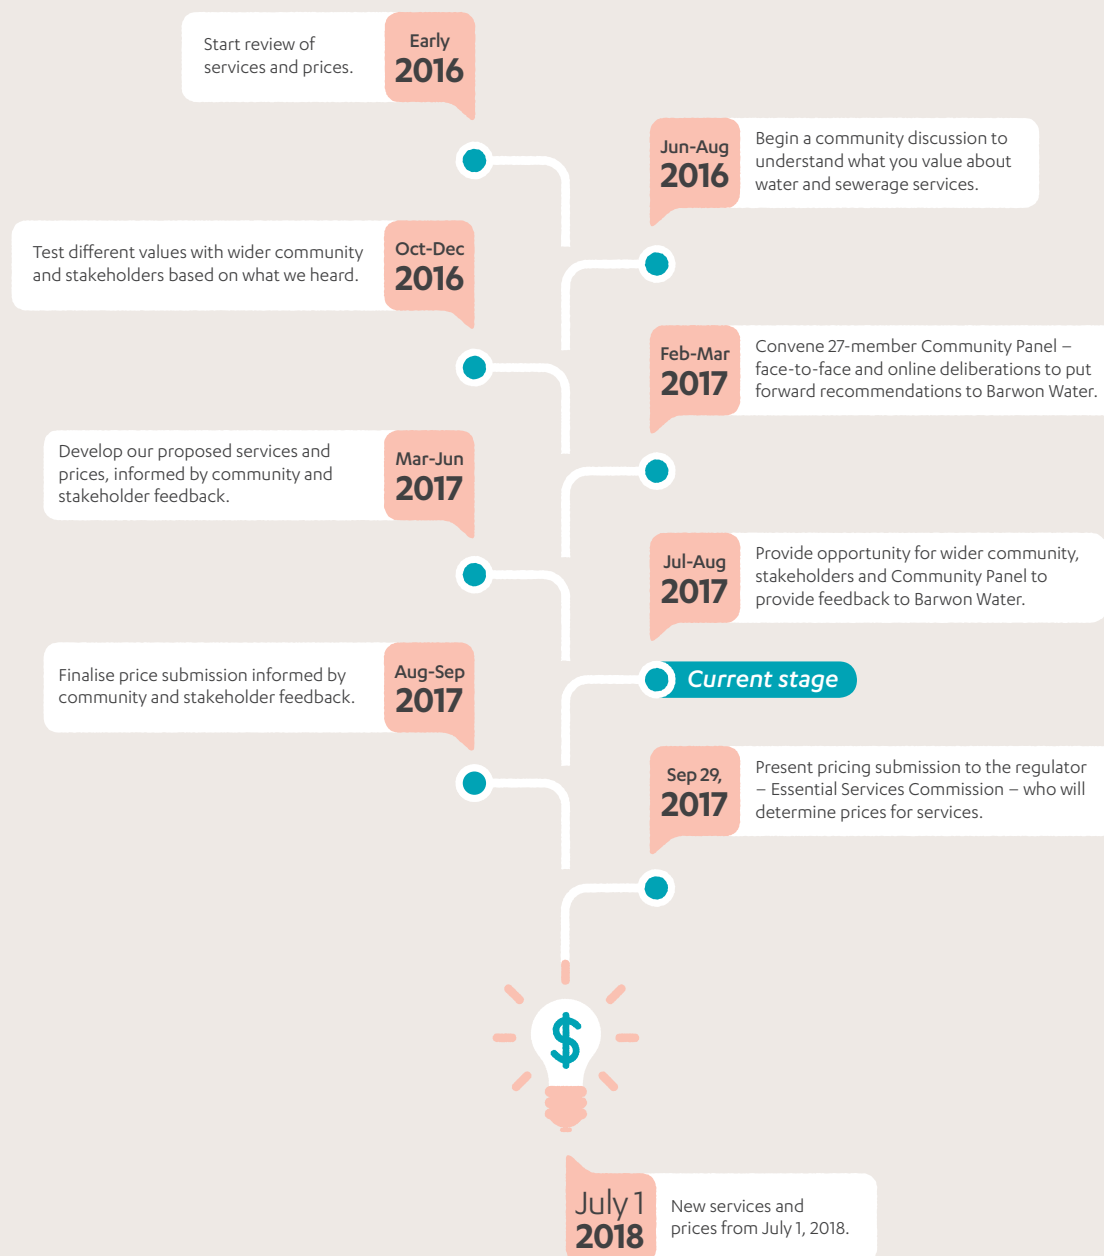 Start review of
services and prices.
Early
2016
Jun-Aug
2016
Begin a community discussion to
understand what you value about
water and sewerage services.
Test different values with wider community
and stakeholders based on what we heard.
Oct-Dec
2016
Feb-Mar
2017
Convene 27-member Community Panel –
face-to-face and online deliberations to put
forward recommendations to Barwon Water.
Develop our proposed services and
prices, informed by community and
stakeholder feedback.
Mar-Jun
2017
Jul-Aug
2017
Provide opportunity for wider community,
stakeholders and Community Panel to
provide feedback to Barwon Water.
Current stage
Finalise price submission informed by
community and stakeholder feedback.
Aug-Sep
2017
Sep 29,
2017
Present pricing submission to the regulator
– Essential Services Commission – who will
determine prices for services.
$
July 1
2018
New services and
prices from July 1, 2018.